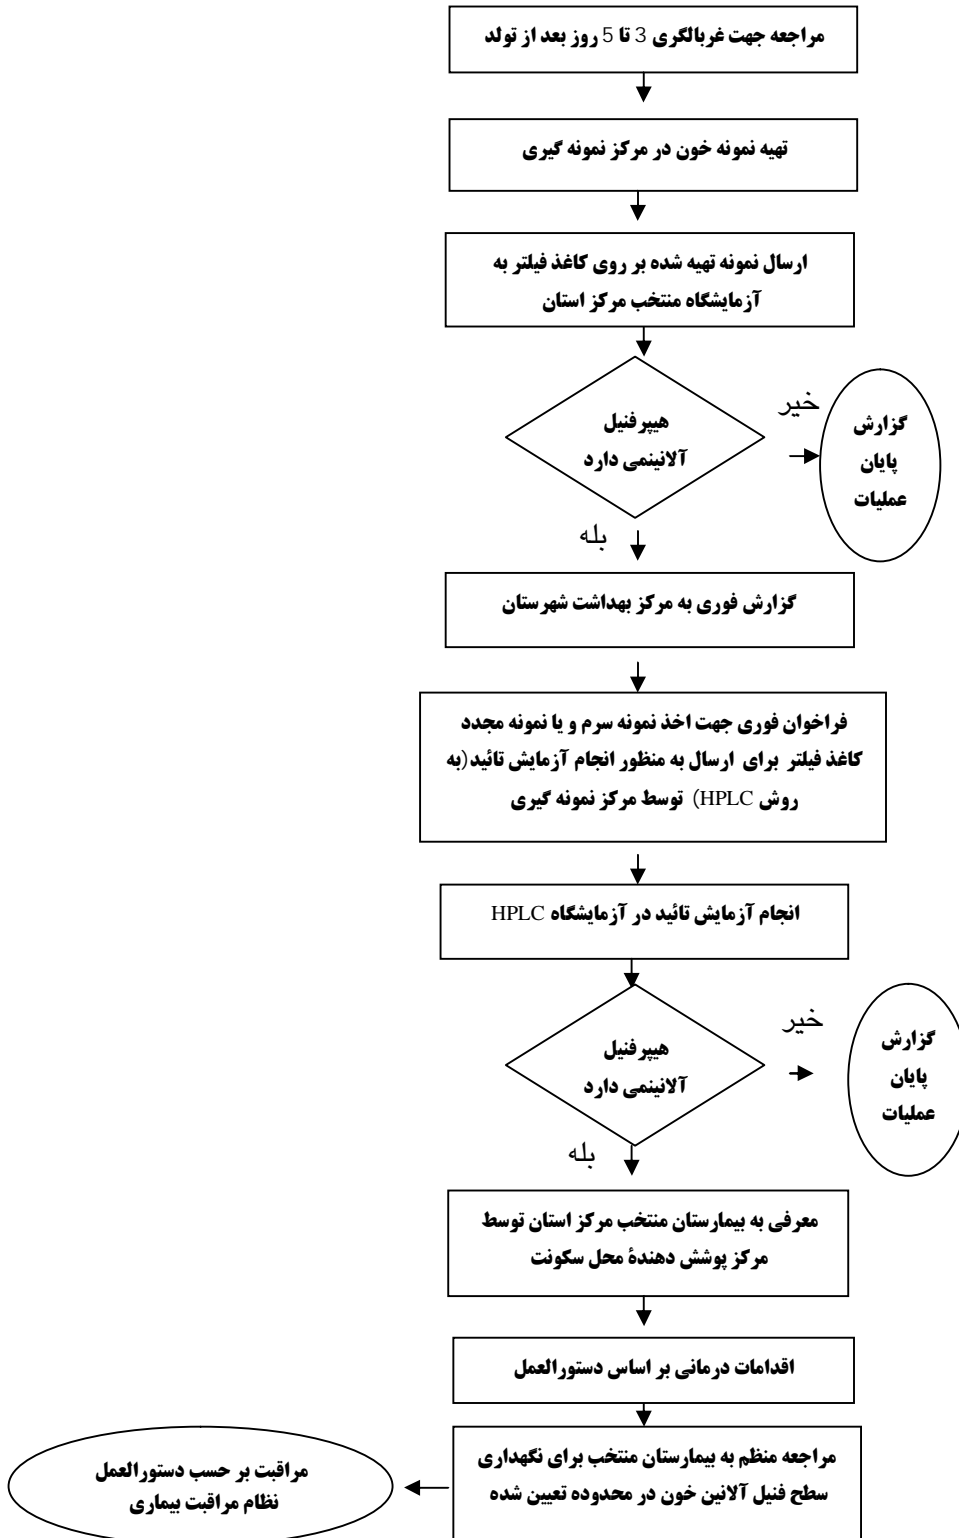 مراجعه جهت غربالگری 3 تا 5 روز بعد از تولد
تهیه نمونه خون در مرکز نمونه گیری
ارسال نمونه تهیه شده بر روی کاغذ فیلتر به
آزمایشگاه منتخب مرکز استان
هیپرفنیل
آلانینمی دارد
خیر
گزارش
پایان
عملیات
بله
گزارش فوری به مرکز بهداشت شهرستان
فراخوان فوری جهت اخذ نمونه سرم و یا نمونه مجدد
کاغذ فیلتر برای ارسال به منظور انجام آزمایش تائید (به
روش HPLC) توسط مرکز نمونه گیری
انجام آزمایش تائید در آزمایشگاه HPLC
هیپرفنیل
آلانینمی دارد
خیر
گزارش
پایان
عملیات
بله
معرفی به بیمارستان منتخب مرکز استان توسط
مرکز پوشش دهندۀ محل سکونت
اقدامات درمانی بر اساس دستورالعمل
مراجعه منظم به بیمارستان منتخب برای نگهداری
سطح فنیل آلانین خون در محدوده تعیین شده
مراقبت بر حسب دستورالعمل
نظام مراقبت بیماری